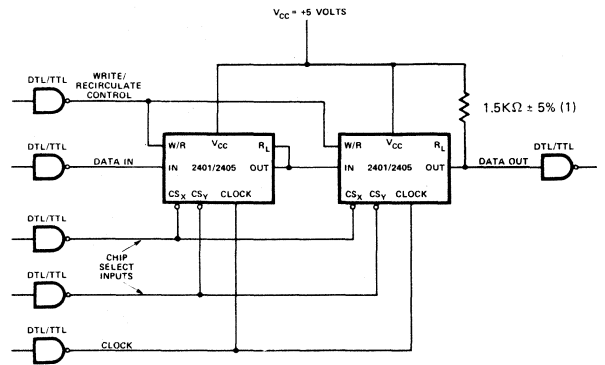 V_CC = +5 VOLTS
DTL/TTL
WRITE/
RECIRCULATE
CONTROL
1.5KΩ ± 5% (1)
DTL/TTL
DATA IN
W/R V_CC R_L
IN 2401/2405 OUT
CS_X CS_Y CLOCK
W/R V_CC R_L
IN 2401/2405 OUT
CS_X CS_Y CLOCK
DATA OUT
DTL/TTL
DTL/TTL
CHIP
SELECT
INPUTS
DTL/TTL
DTL/TTL
CLOCK